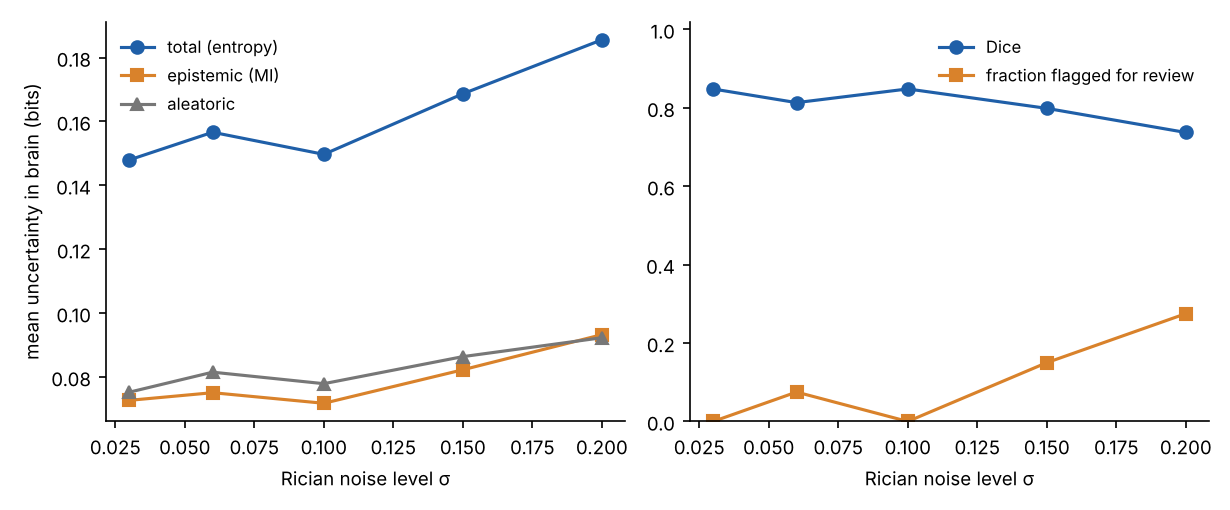 total (entropy)
epistemic (MI)
aleatoric
mean uncertainty in brain (bits)
0.18
0.16
0.14
0.12
0.10
0.08
0.025 0.050 0.075 0.100 0.125 0.150 0.175 0.200
Rician noise level σ
Dice
fraction flagged for review
1.0
0.8
0.6
0.4
0.2
0.0
0.025 0.050 0.075 0.100 0.125 0.150 0.175 0.200
Rician noise level σ